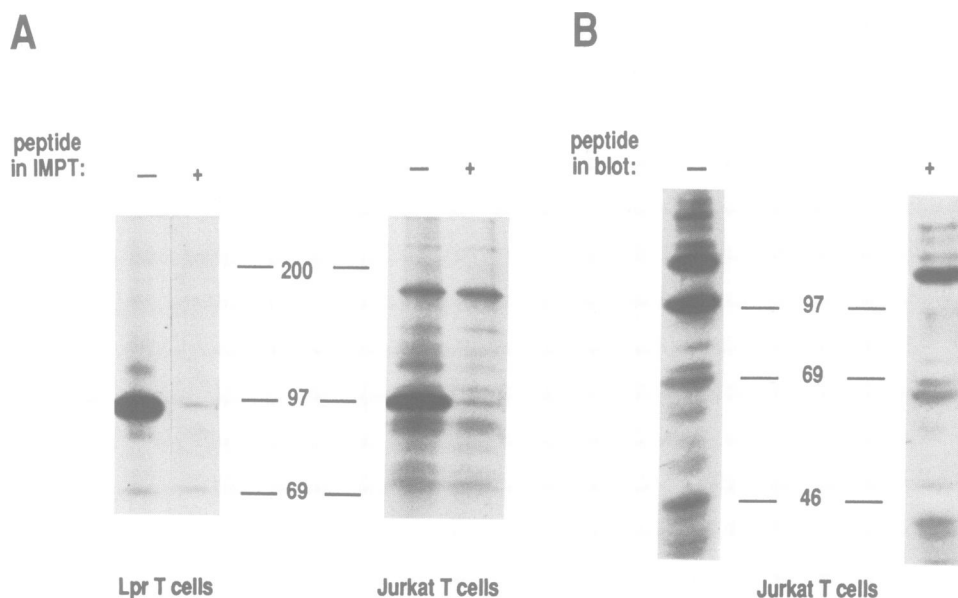 A
B
peptide
in IMPT: — +
— +
peptide
in blot: — +
200
97
69
97
69
46
Lpr T cells
Jurkat T cells
Jurkat T cells